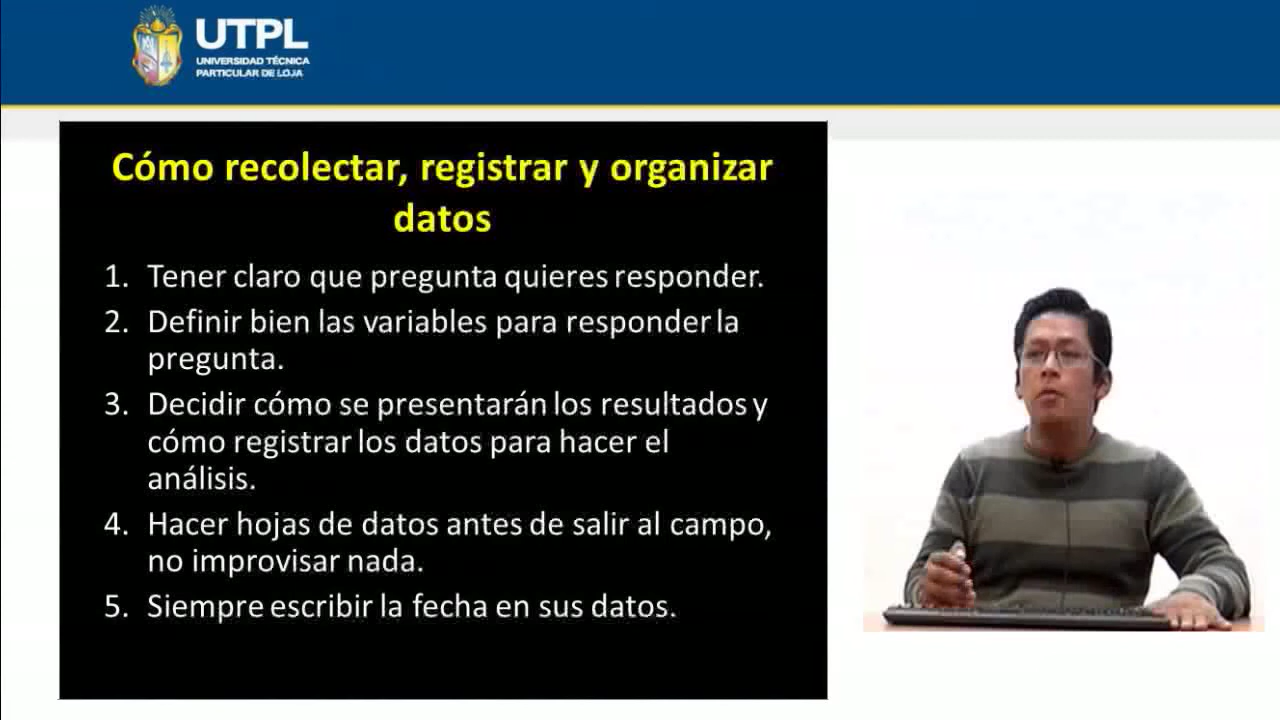 UTPL
UNIVERSIDAD TÉCNICA
PARTICULAR DE LOJA
Cómo recolectar, registrar y organizar
datos
1. Tener claro que pregunta quieres responder.
2. Definir bien las variables para responder la
pregunta.
3. Decidir cómo se presentarán los resultados y
cómo registrar los datos para hacer el
análisis.
4. Hacer hojas de datos antes de salir al campo,
no improvisar nada.
5. Siempre escribir la fecha en sus datos.